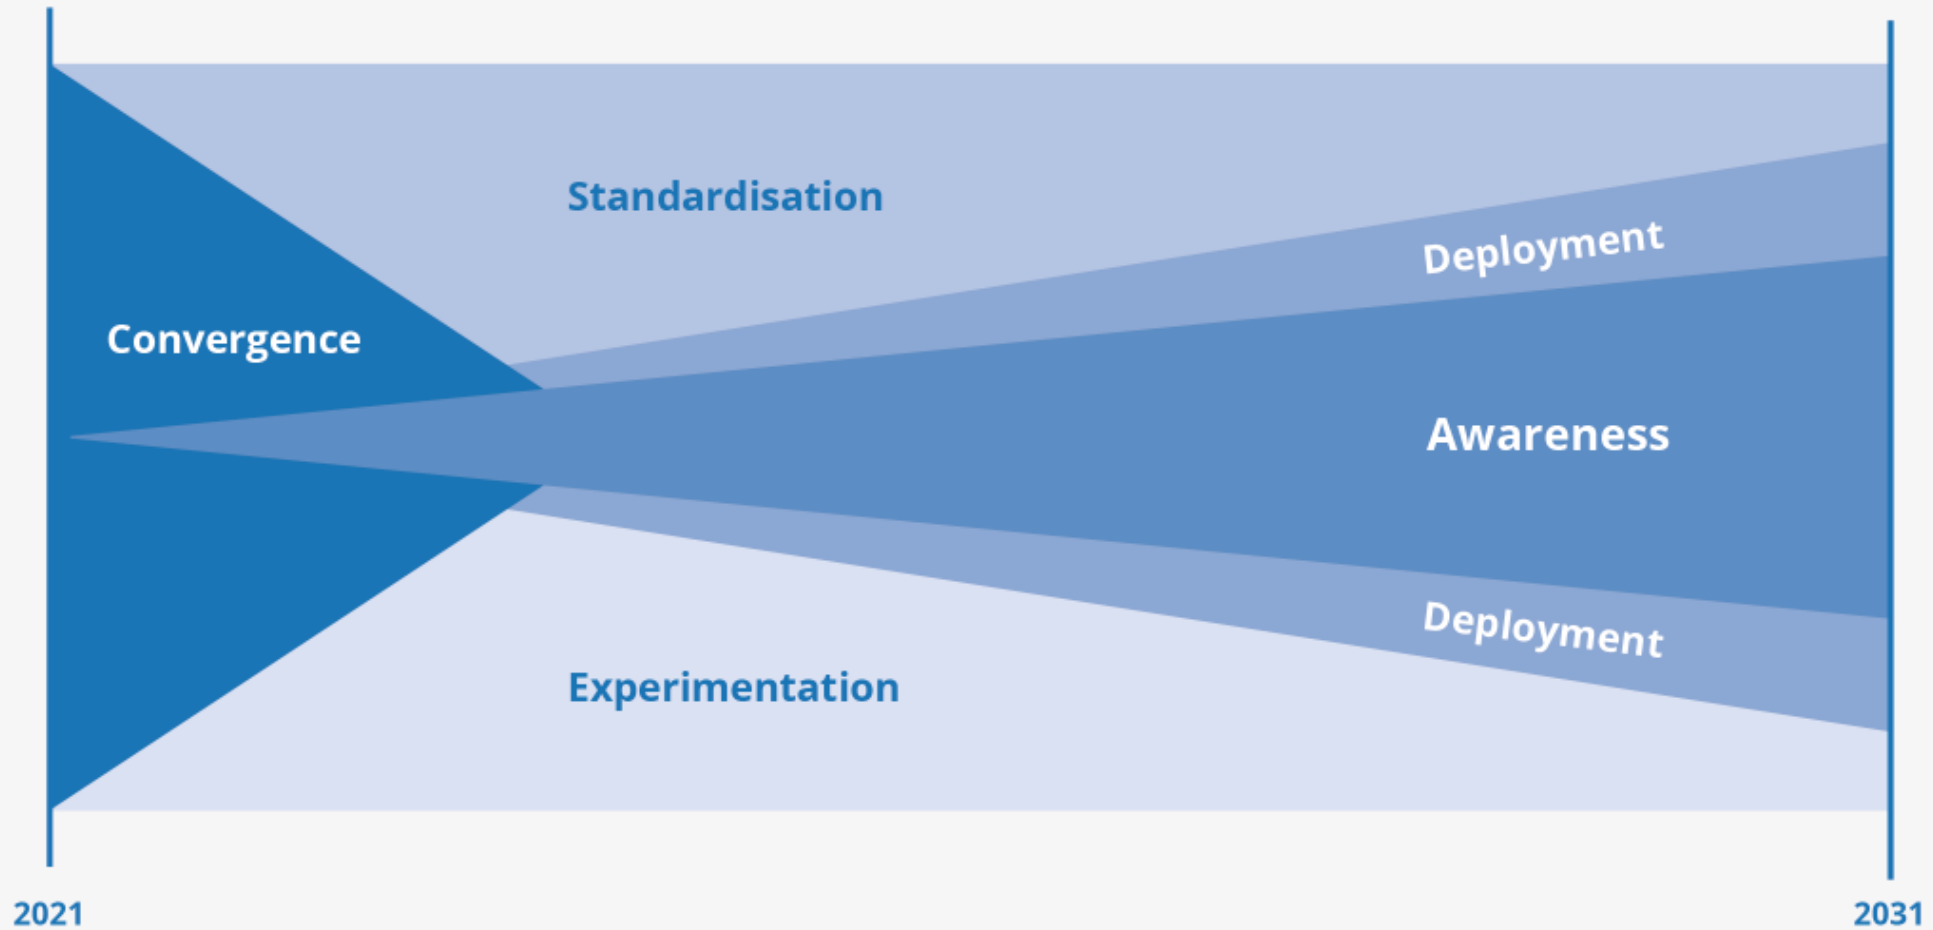 Standardisation
Deployment
Convergence
Awareness
Deployment
Experimentation
2021
2031